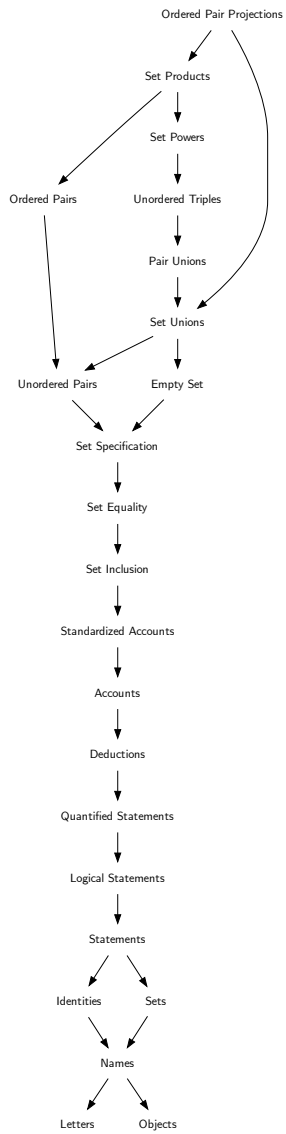 Ordered Pair Projections
Set Products
Set Powers
Ordered Pairs
Unordered Triples
Pair Unions
Set Unions
Unordered Pairs
Empty Set
Set Specification
Set Equality
Set Inclusion
Standardized Accounts
Accounts
Deductions
Quantified Statements
Logical Statements
Statements
Identities
Sets
Names
Letters
Objects